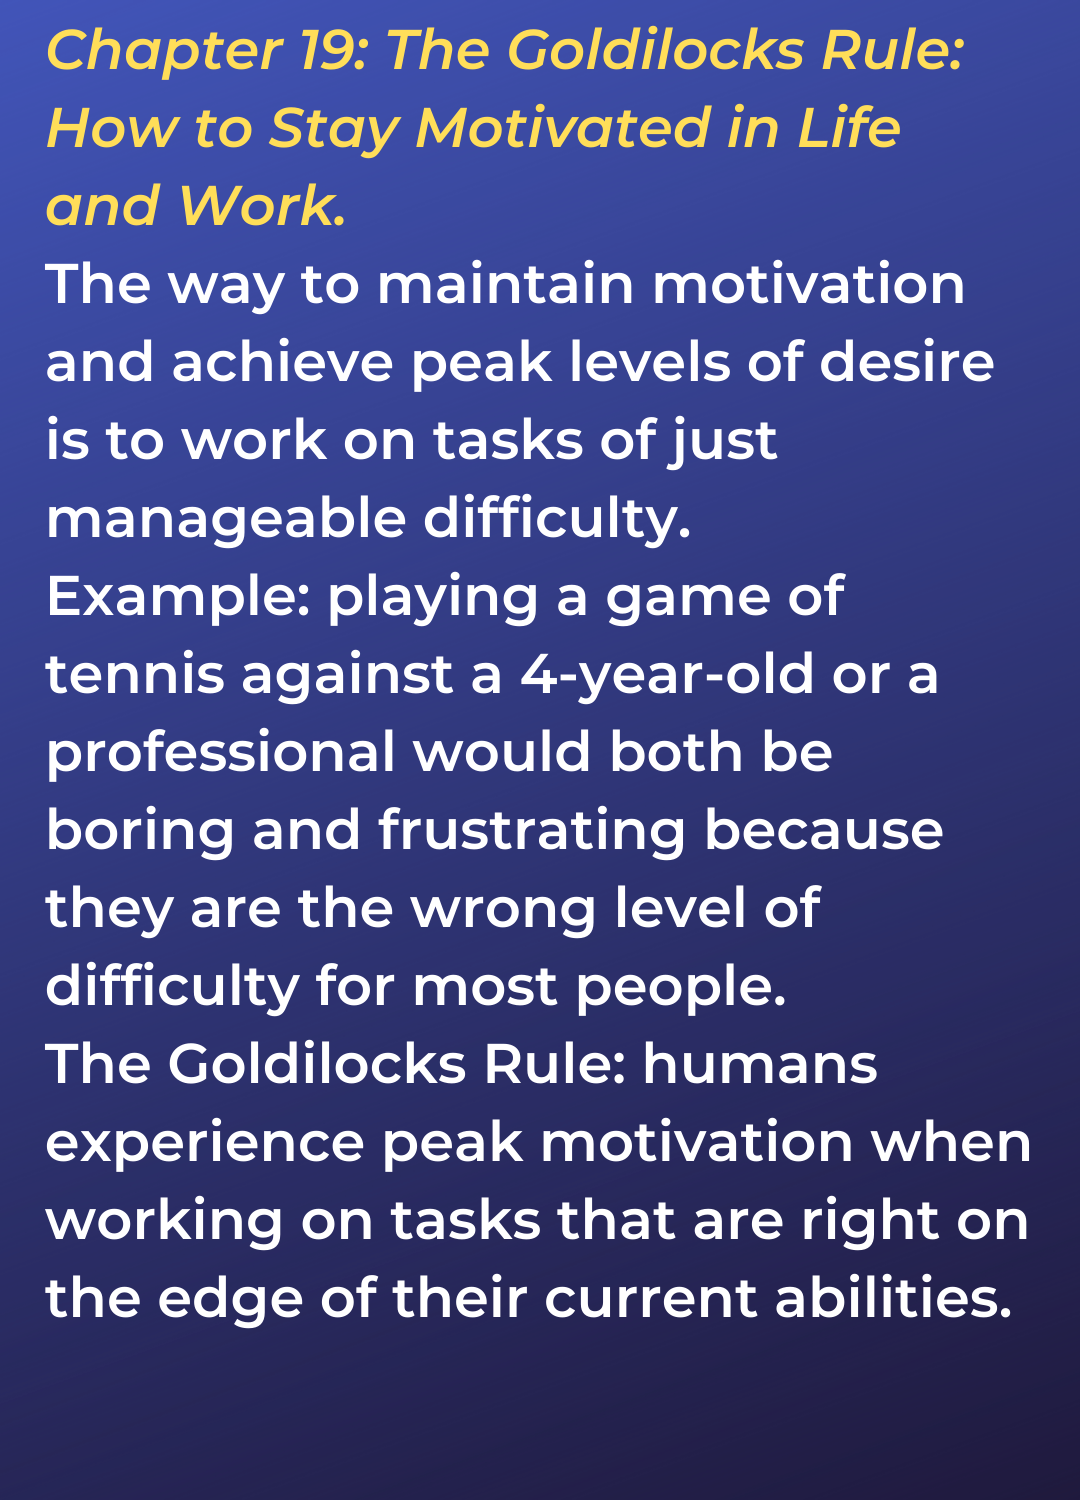 Chapter 19: The Goldilocks Rule:
How to Stay Motivated in Life
and Work.
The way to maintain motivation
and achieve peak levels of desire
is to work on tasks of just
manageable difficulty.
Example: playing a game of
tennis against a 4-year-old or a
professional would both be
boring and frustrating because
they are the wrong level of
difficulty for most people.
The Goldilocks Rule: humans
experience peak motivation when
working on tasks that are right on
the edge of their current abilities.